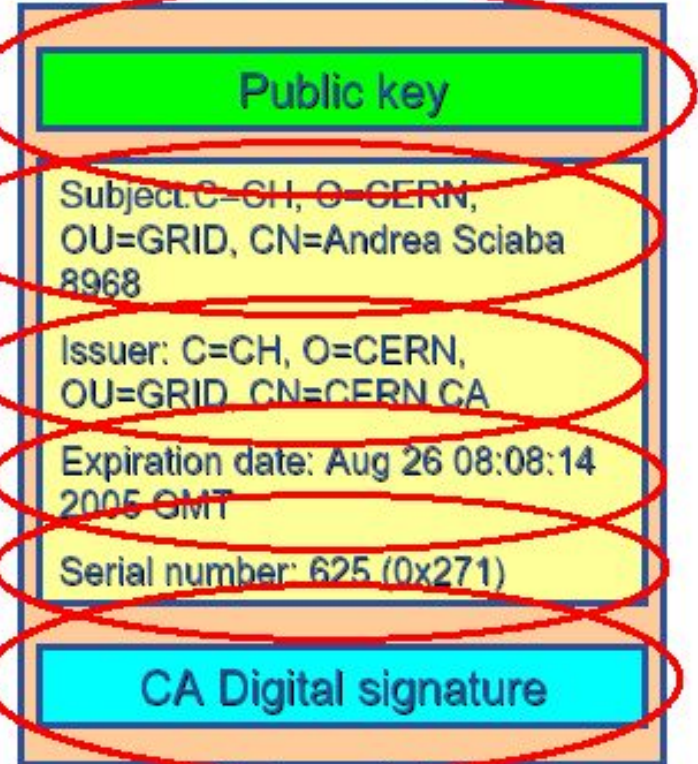 Public key
Subject:C=CH, O=CERN,
OU=GRID, CN=Andrea Sciaba
8968
Issuer: C=CH, O=CERN,
OU=GRID, CN=CERN CA
Expiration date: Aug 26 08:08:14
2005 GMT
Serial number: 625 (0x271)
CA Digital signature